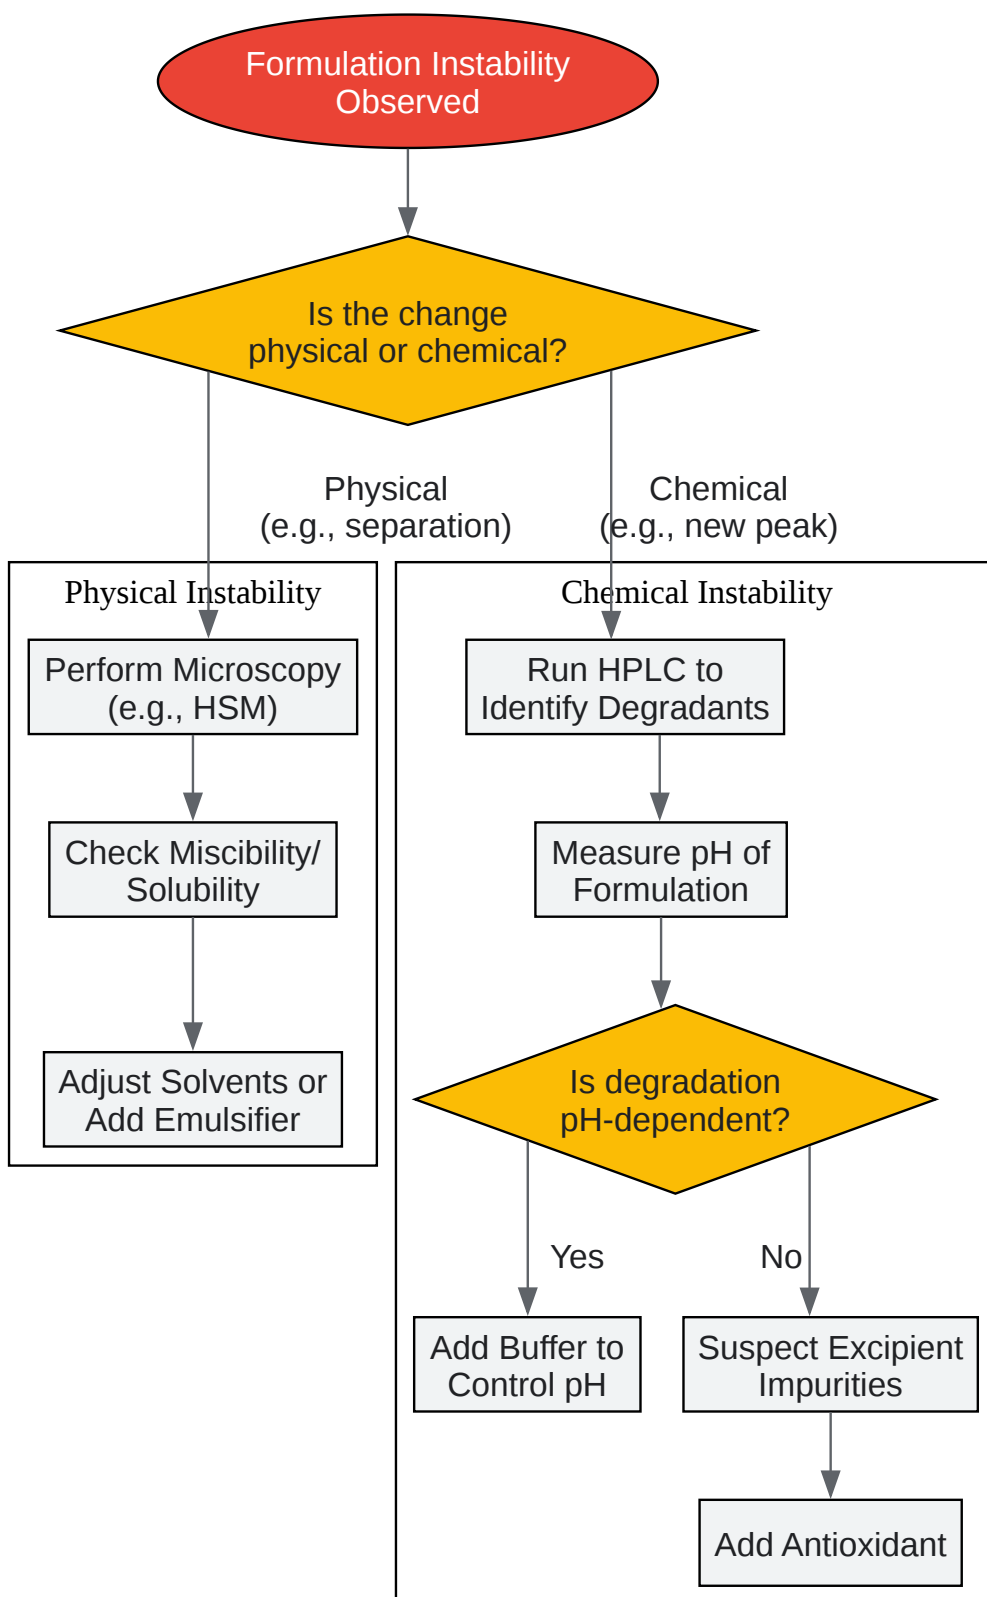 Formulation Instability
Observed
Is the change
physical or chemical?
Physical
(e.g., separation)
Chemical
(e.g., new peak)
Physical Instability
Perform Microscopy
(e.g., HSM)
Check Miscibility/
Solubility
Adjust Solvents or
Add Emulsifier
Chemical Instability
Run HPLC to
Identify Degradants
Measure pH of
Formulation
Is degradation
pH-dependent?
Yes
No
Add Buffer to
Control pH
Suspect Excipient
Impurities
Add Antioxidant